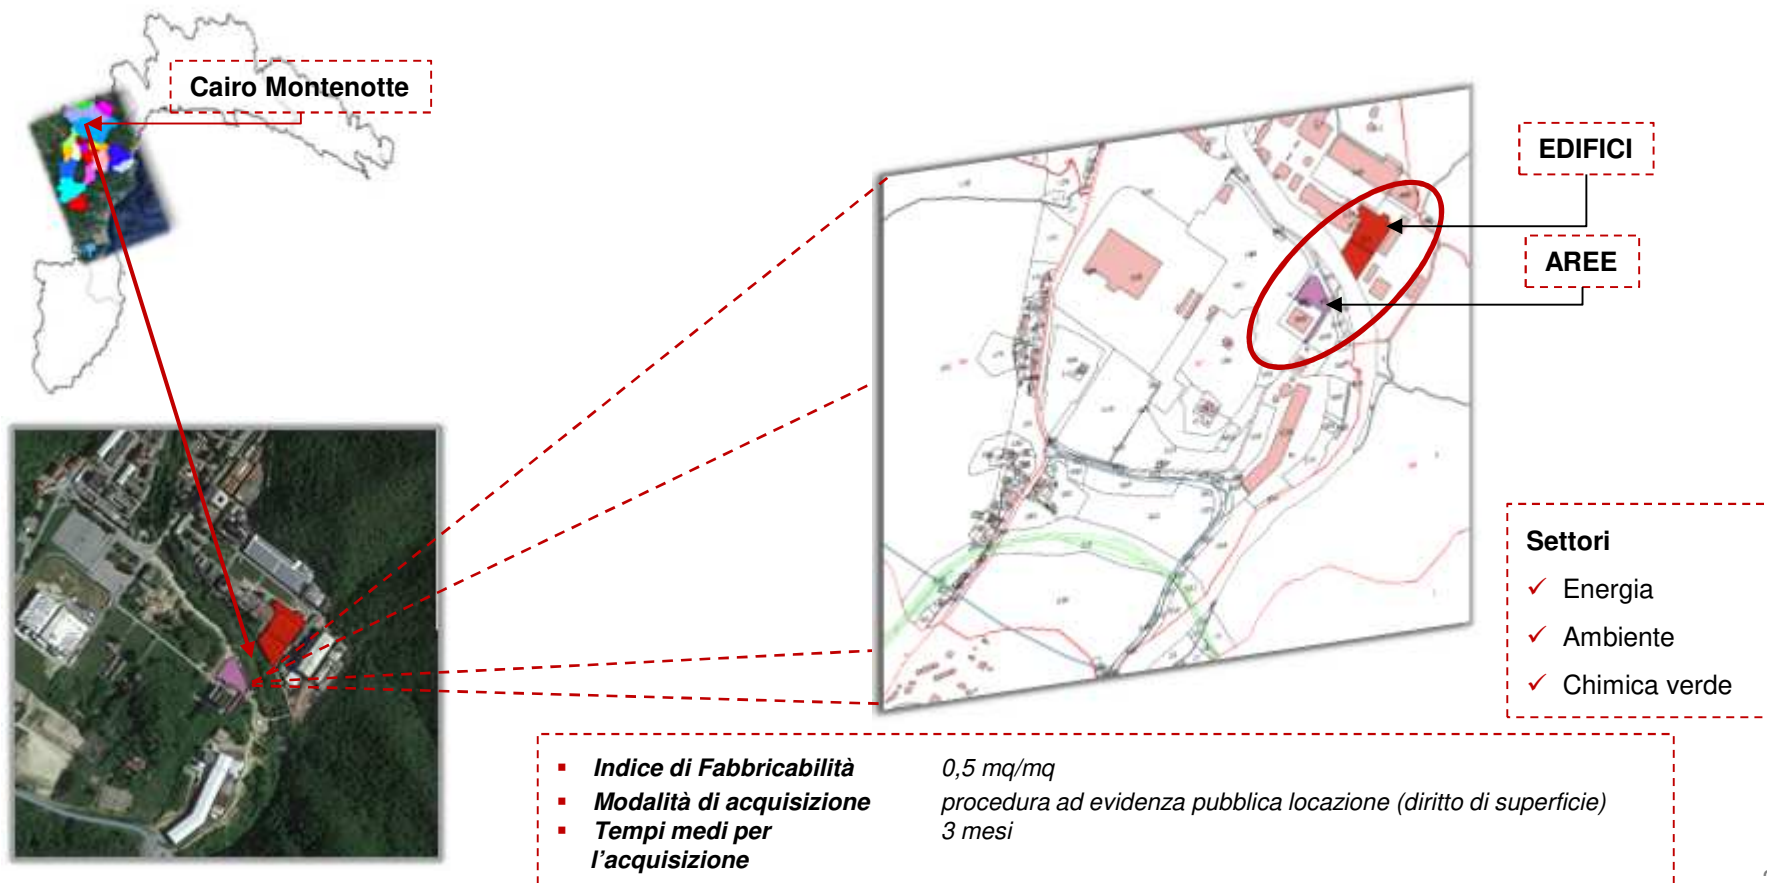 Cairo Montenotte
EDIFICI
AREE
Settori
✓ Energia
✓ Ambiente
✓ Chimica verde
▪ Indice di Fabbricabilità 0,5 mq/mq
▪ Modalità di acquisizione procedura ad evidenza pubblica locazione (diritto di superficie)
▪ Tempi medi per 3 mesi
l'acquisizione